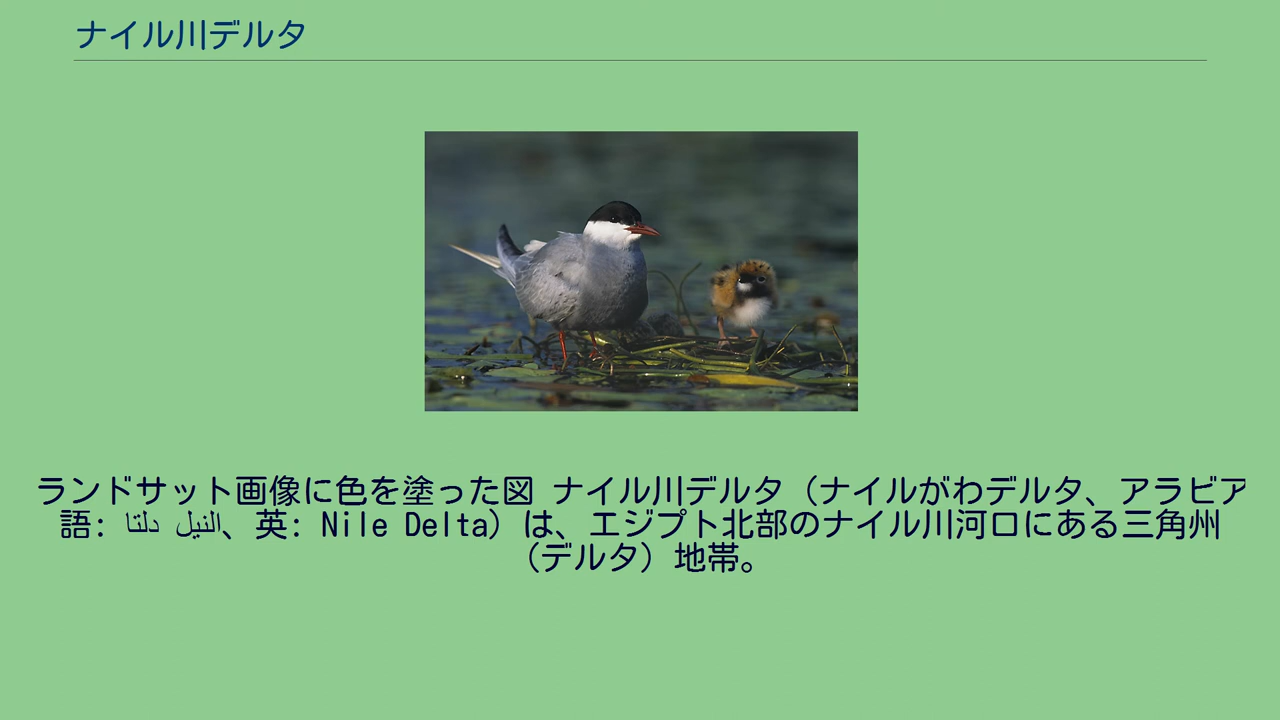 ナイル川デルタ
ランドサット画像に色を塗った図 ナイル川デルタ（ナイルがわデルタ、アラビア
語: دلتا النيل、英: Nile Delta）は、エジプト北部のナイル川河口にある三角州
（デルタ）地帯。